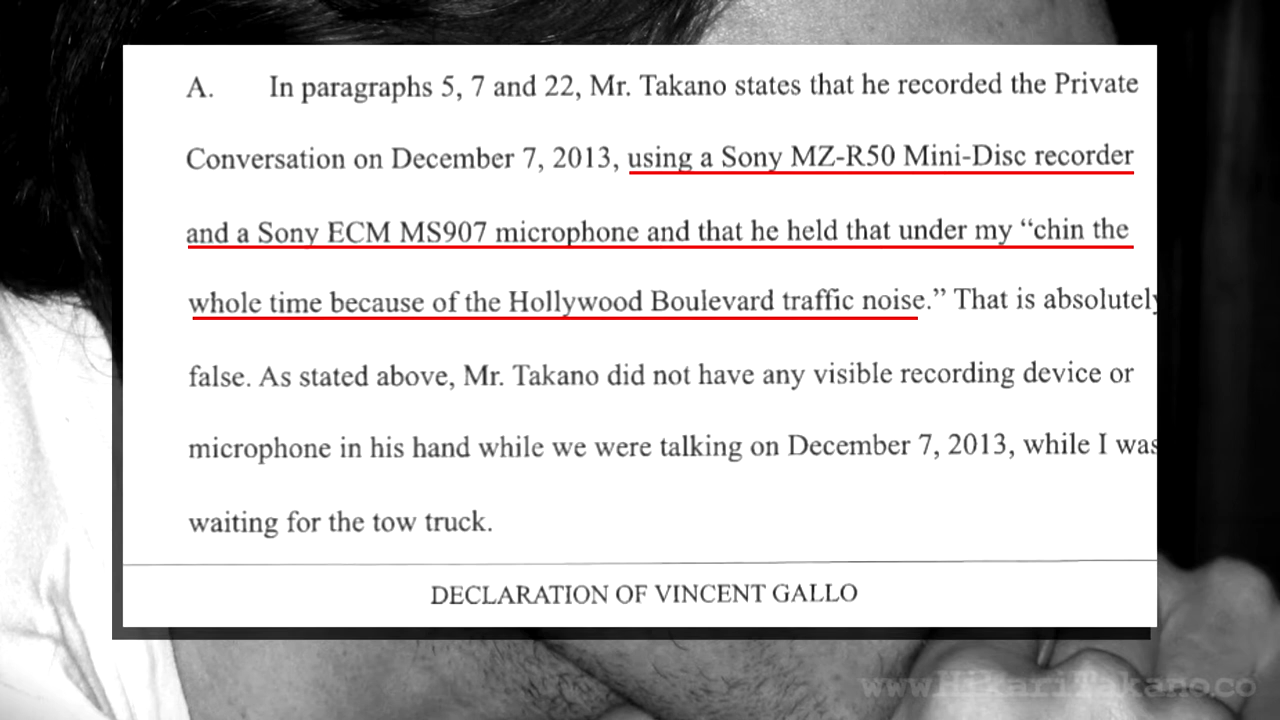 A. In paragraphs 5, 7 and 22, Mr. Takano states that he recorded the Private
Conversation on December 7, 2013, using a Sony MZ-R50 Mini-Disc recorder
and a Sony ECM MS907 microphone and that he held that under my “chin the
whole time because of the Hollywood Boulevard traffic noise.” That is absolutely
false. As stated above, Mr. Takano did not have any visible recording device or
microphone in his hand while we were talking on December 7, 2013, while I was
waiting for the tow truck.
DECLARATION OF VINCENT GALLO
www.HikariTakano.co